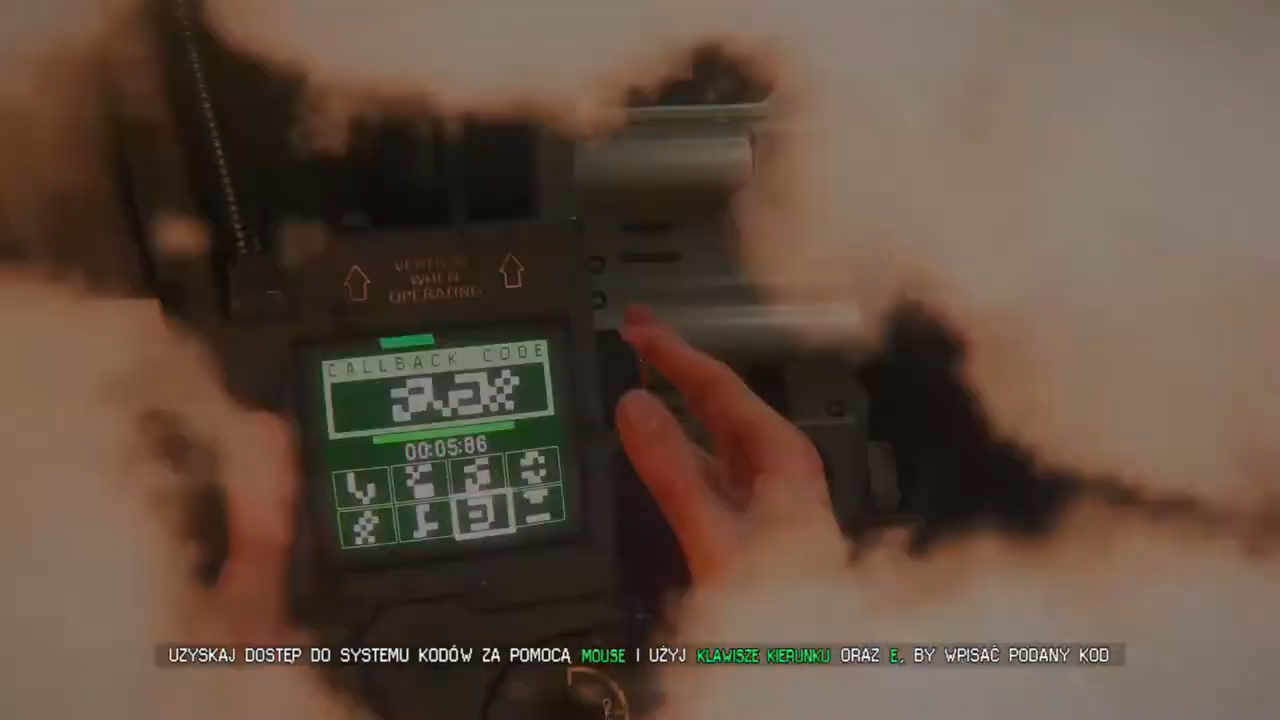 VERTICAL
WHEN
OPERATING
CALLBACK CODE
00:05:86
UZYSKAJ DOSTĘP DO SYSTEMU KODÓW ZA POMOCĄ MOUSE I UŻYJ KLAWISZE KIERUNKU ORAZ E, BY WPISAĆ PODANY KOD